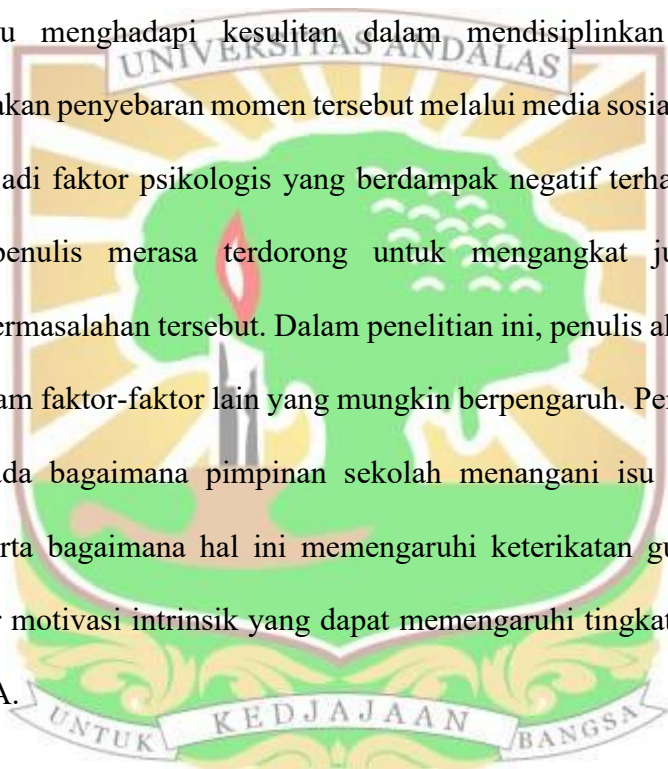 u menghadapi kesulitan dalam mendisiplinkan
UNIVERSITAS ANDALAS
akan penyebaran momen tersebut melalui media sosia
adi faktor psikologis yang berdampak negatif terha
penulis merasa terdorong untuk mengangkat ju
ermasalahan tersebut. Dalam penelitian ini, penulis a
am faktor-faktor lain yang mungkin berpengaruh. Pe
da bagaimana pimpinan sekolah menangani isu
rta bagaimana hal ini memengaruhi keterikatan gu
r motivasi intrinsik yang dapat memengaruhi tingkat
A.
UNTUK KEDJAJAAN BANGSA